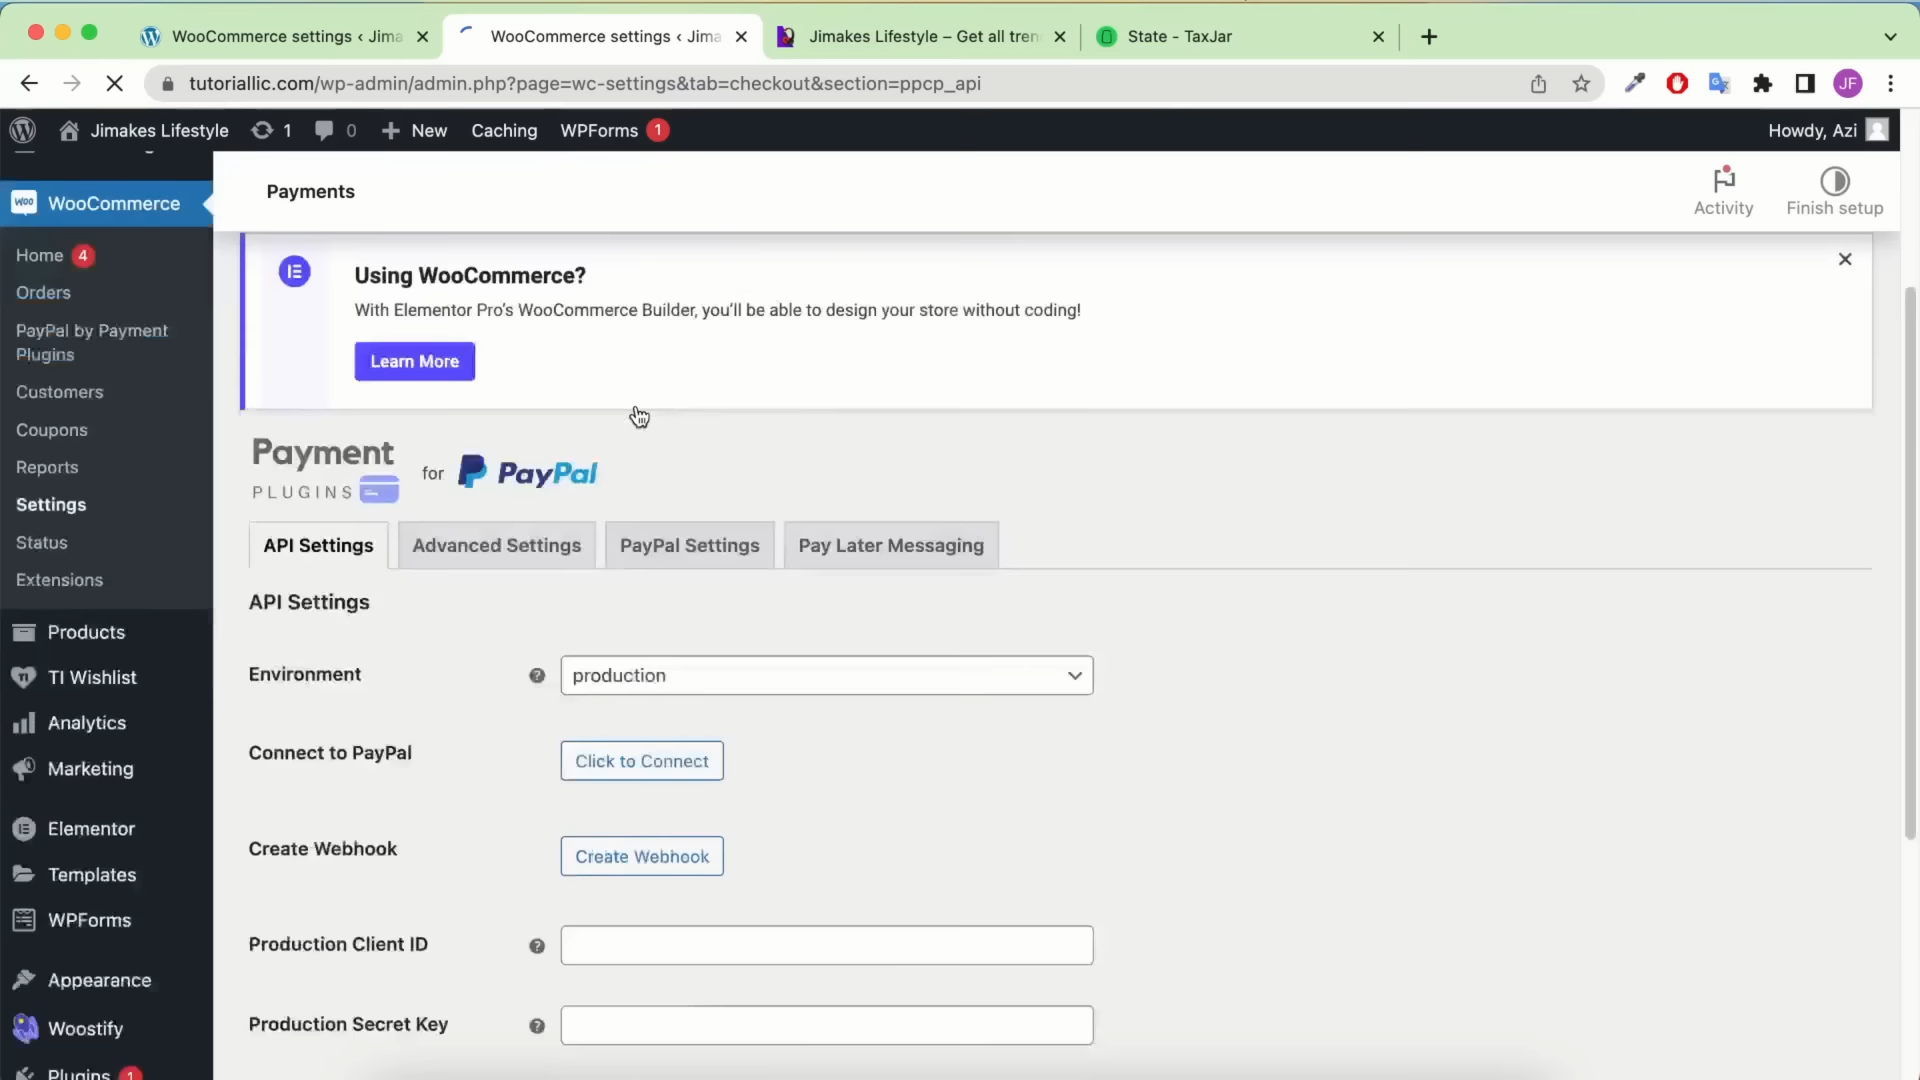 WooCommerce settings ‹ Jima
WooCommerce settings ‹ Jima
Jimakes Lifestyle – Get all tren
State - TaxJar
tutoriallic.com/wp-admin/admin.php?page=wc-settings&tab=checkout&section=ppcp_api
JF
Jimakes Lifestyle 1 0 New Caching WPForms 1 Howdy, Azi
WooCommerce
Payments
Activity
Finish setup
Home 4
Orders
PayPal by Payment
Plugins
Customers
Coupons
Reports
Settings
Status
Extensions
Products
TI Wishlist
Analytics
Marketing
Elementor
Templates
WPForms
Appearance
Woostify
Plugins 1
Using WooCommerce?
With Elementor Pro's WooCommerce Builder, you'll be able to design your store without coding!
Learn More
Payment
PLUGINS
for
PayPal
API Settings
Advanced Settings
PayPal Settings
Pay Later Messaging
API Settings
Environment
production
Connect to PayPal
Click to Connect
Create Webhook
Create Webhook
Production Client ID
Production Secret Key